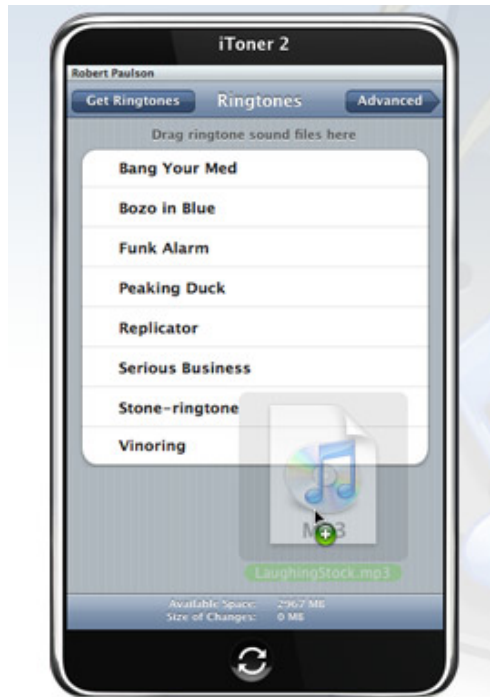 iToner 2
Robert Paulson
Get Ringtones Ringtones Advanced
Drag ringtone sound files here
Bang Your Med
Bozo in Blue
Funk Alarm
Peaking Duck
Replicator
Serious Business
Stone-ringtone
Vinoring
MP3
LaughingStock.mp3
Available Space: 2967 MB
Size of Changes: 0 MB